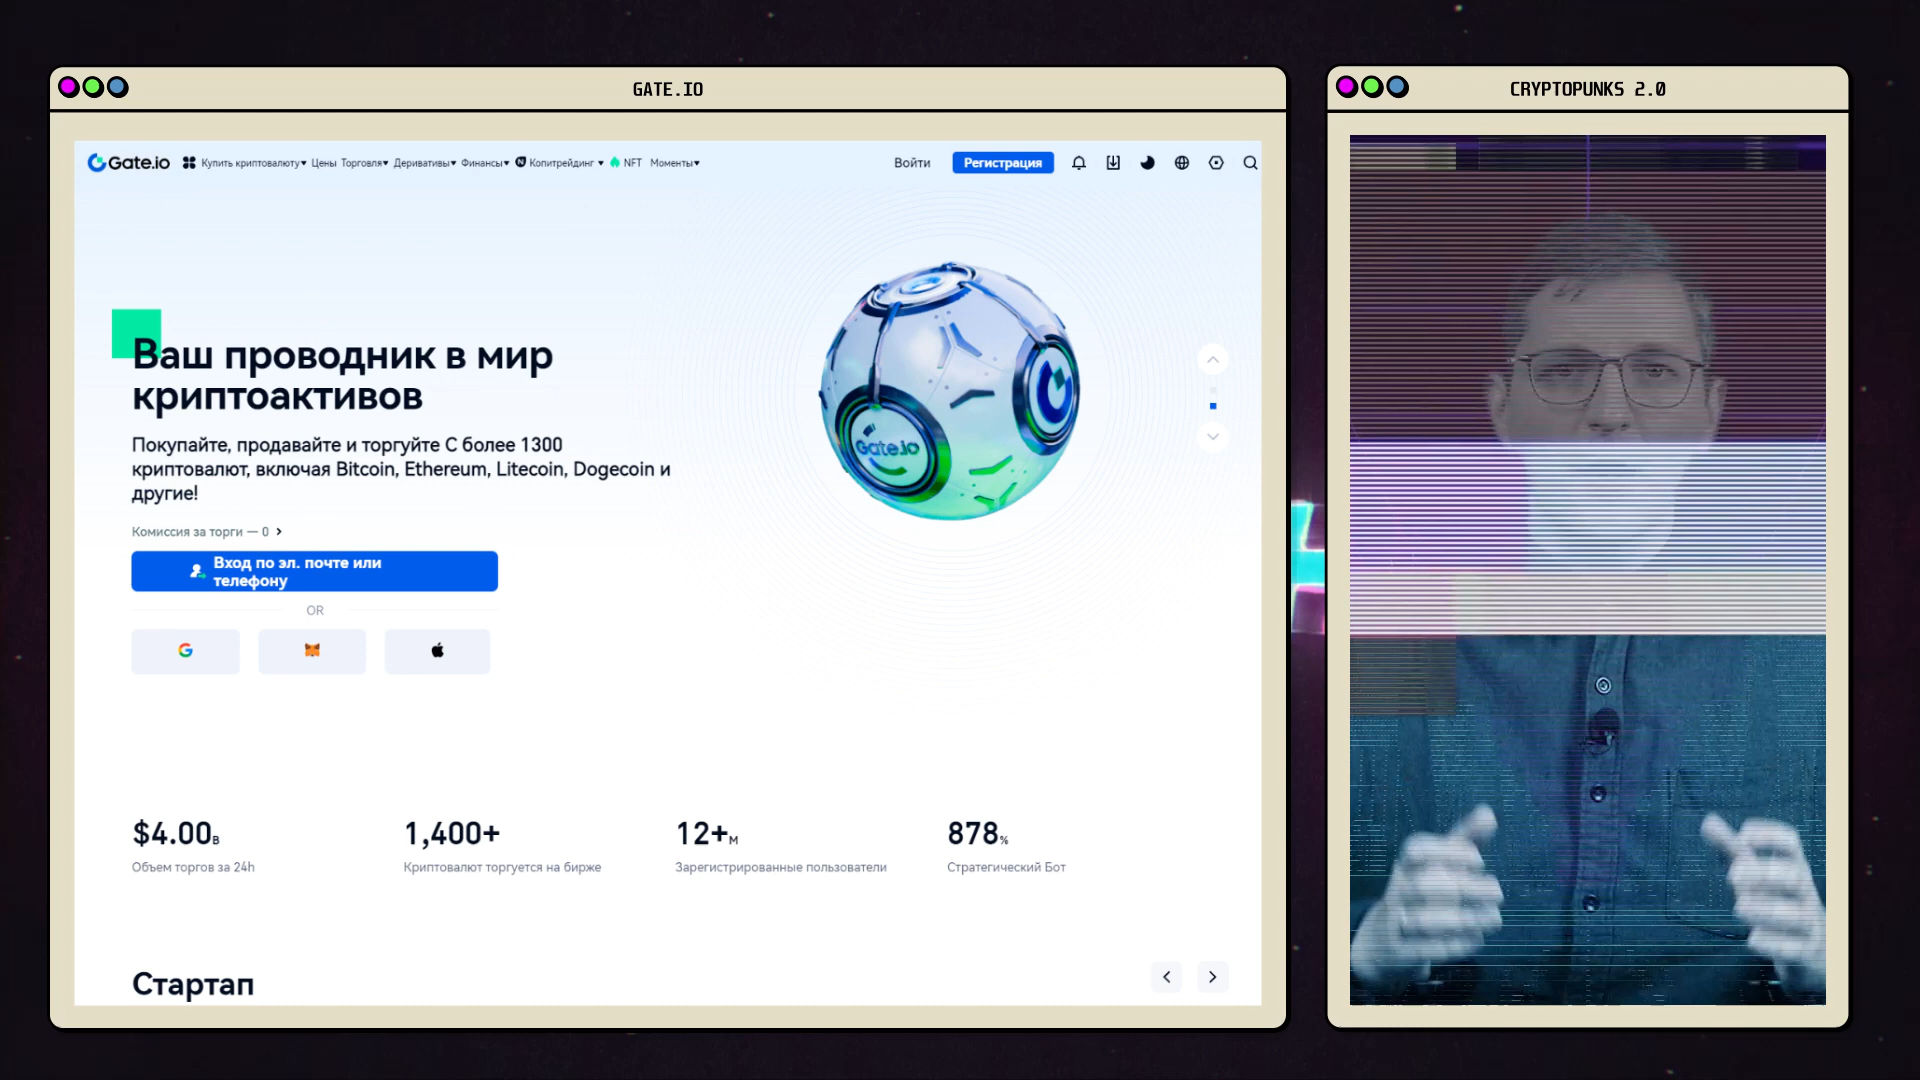 GATE.IO
CRYPTOPUNKS 2.0
Gate.io Купить криптовалюту Цены Торговля Деривативы Финансы Копитрейдинг NFT Моменты Войти Регистрация
Ваш проводник в мир
криптоактивов
Покупайте, продавайте и торгуйте С более 1300
криптовалют, включая Bitcoin, Ethereum, Litecoin, Dogecoin и
другие!
Комиссия за торги — 0
Вход по эл. почте или
телефону
OR
Gate.io
$4.00B 1,400+ 12+M 878%
Объем торгов за 24h Криптовалют торгуется на бирже Зарегистрированные пользователи Стратегический Бот
Стартап